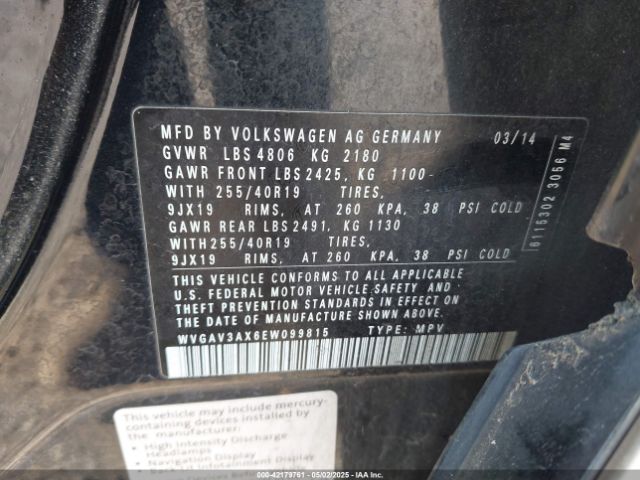 MFD BY VOLKSWAGEN AG GERMANY 03/14
GVWR LBS 4806 KG 2180
GAWR FRONT LBS 2425, KG 1100-
WITH 255/40R19 TIRES,
9JX19 RIMS, AT 260 KPA, 38 PSI COLD
GAWR REAR LBS 2491, KG 1130
WITH255/40R19 TIRES,
9JX19 RIMS, AT 260 KPA, 38 PSI COLD
THIS VEHICLE CONFORMS TO ALL APPLICABLE
U.S. FEDERAL MOTOR VEHICLE SAFETY AND
THEFT PREVENTION STANDARDS IN EFFECT ON
THE DATE OF MANUFACTURE SHOWN ABOVE.
WVGAV3AX6EW099815 TYPE: MPV
6115302 3056 M4
This vehicle may include mercury-
containing devices installed by
the manufacturer:
• High Intensity Discharge
Headlamps
• Navigation Display
Infotainment Display
000-42179761 05/02/2025 IAA Inc.